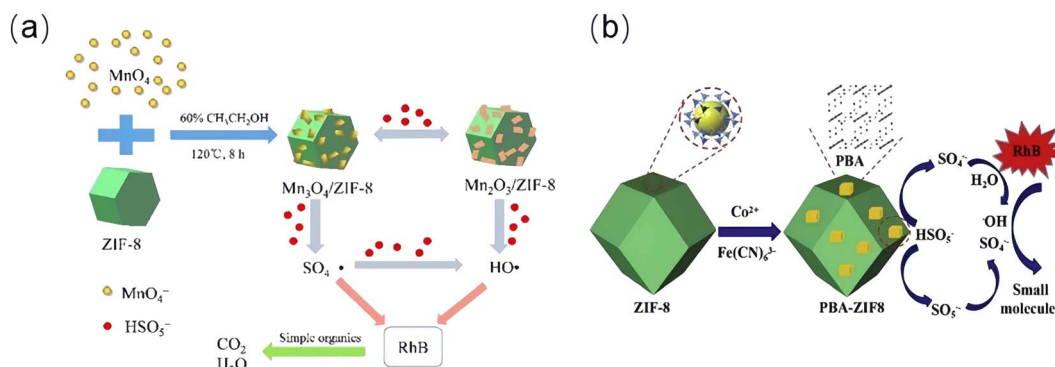 (a)
MnO₄
60% CH₃CH₂OH
120℃, 8 h
ZIF-8
Mn₃O₄/ZIF-8
Mn₂O₃/ZIF-8
MnO₄⁻
HSO₅⁻
SO₄ •
HO•
Simple organics
RhB
CO₂
H₂O
(b)
PBA
RhB
SO₄·⁻
H₂O
·OH
SO₄·⁻
Co²⁺
Fe(CN)₆³⁻
HSO₅⁻
SO₅·⁻
ZIF-8
PBA-ZIF8
Small
molecule